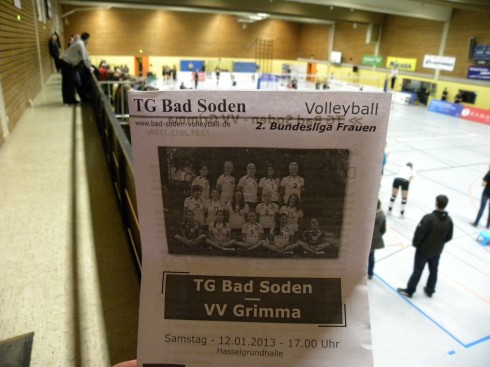 TG Bad Soden
Volleyball
www.bad-soden-volleyball.de
2. Bundesliga Frauen
TG Bad Soden
—
VV Grimma
Samstag - 12.01.2013 - 17.00 Uhr
Hasselgrundhalle